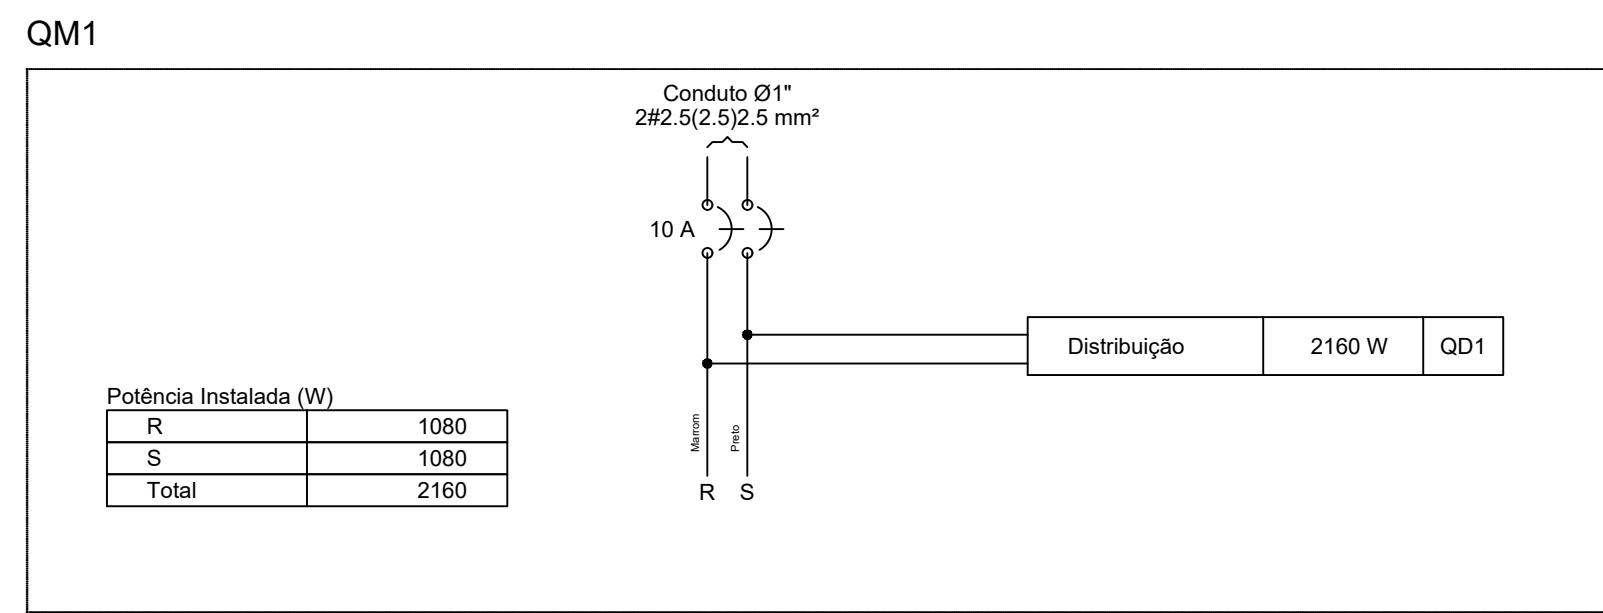 QM1
Conduto Ø1"
2#2.5(2.5)2.5 mm²
10 A
Distribuição 2160 W QD1
Potência Instalada (W)
R 1080
S 1080
Total 2160
Marrom
Preto
R S